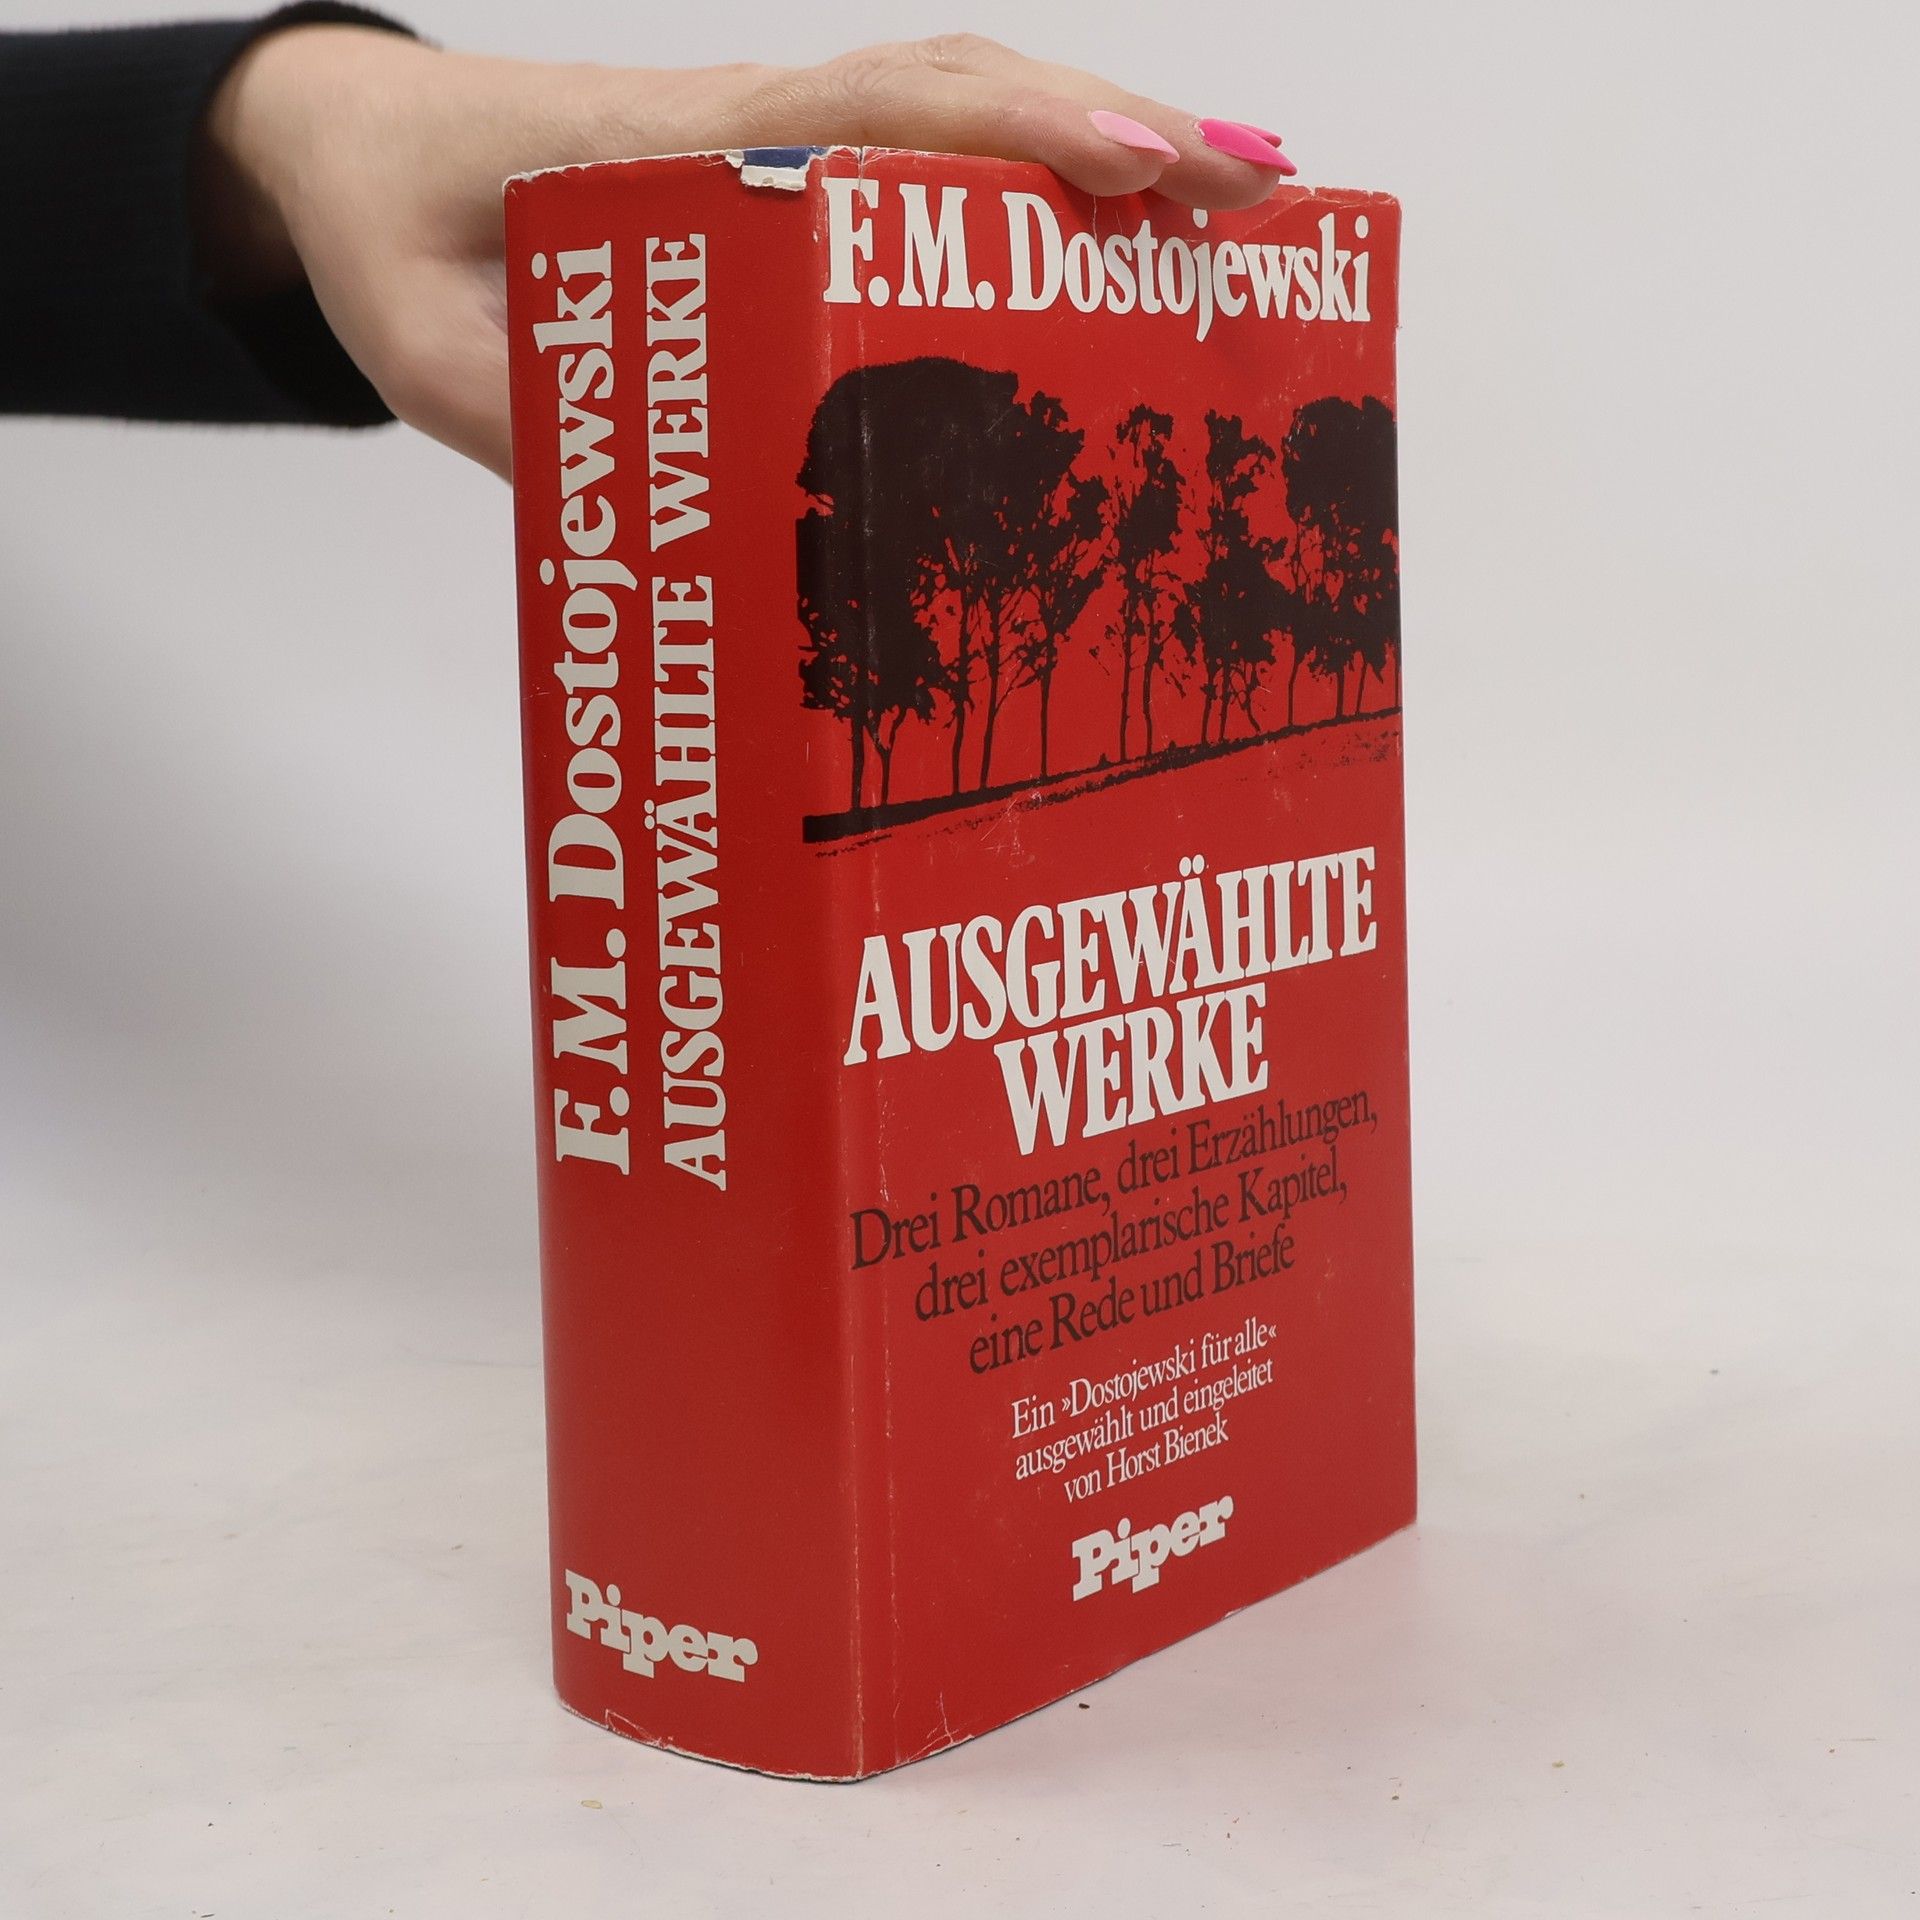 F. M. Dostojewski
AUSGEWÄHLTE WERKE
Piper
F. M. Dostojewski
AUSGEWÄHLTE
WERKE
Drei Romane, drei Erzählungen,
drei exemplarische Kapitel,
eine Rede und Briefe
Ein »Dostojewski für alle«
ausgewählt und eingeleitet
von Horst Bienek
Piper